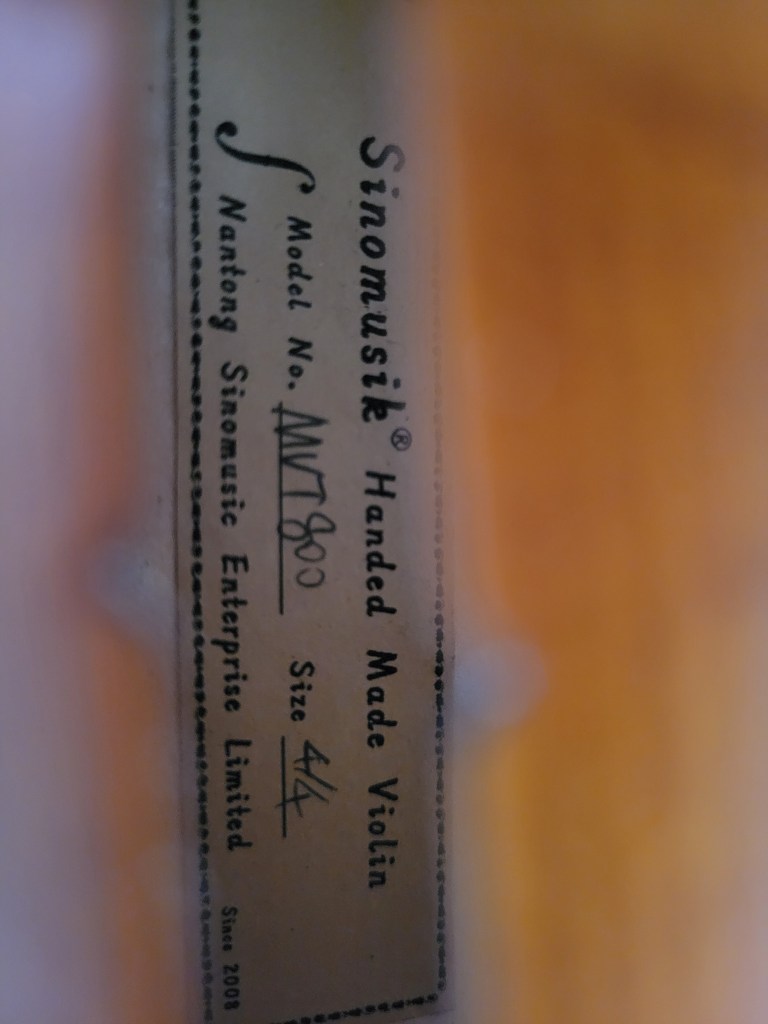 Sinomusik® Handed Made Violin
Model No. MVT800 Size 4/4
Nantong Sinomusic Enterprise Limited Since 2008